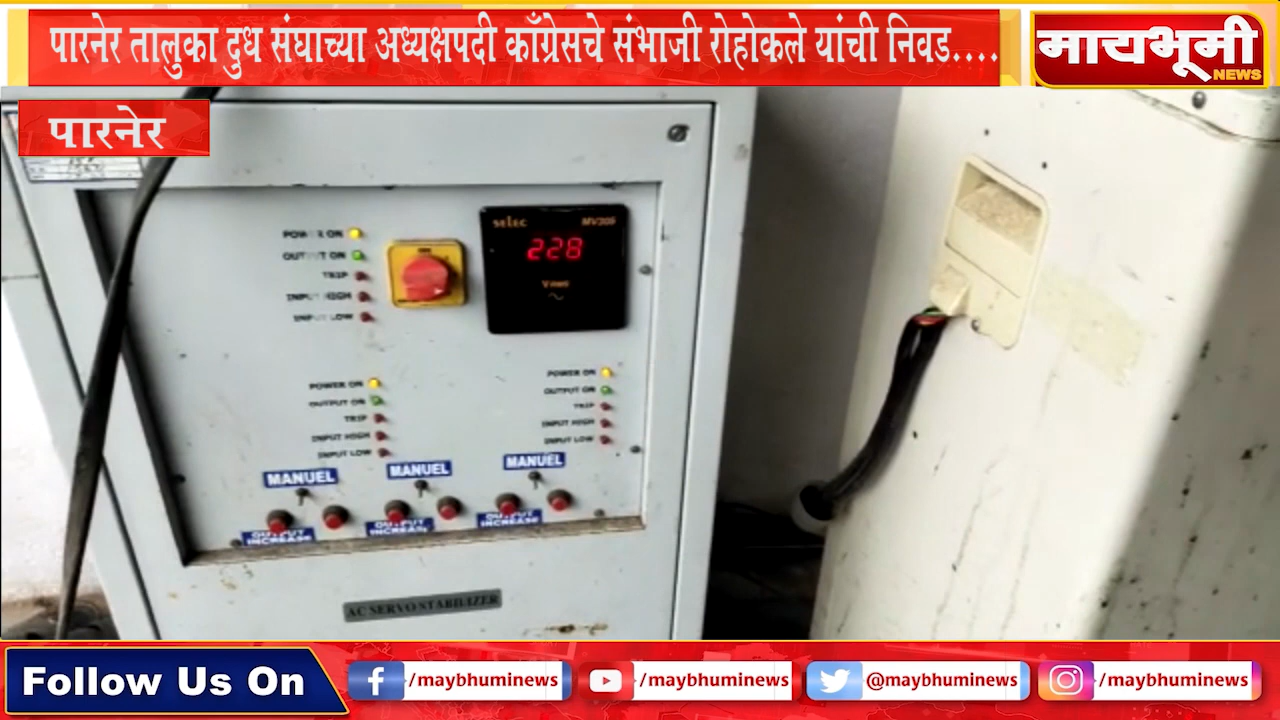 पारनेर तालुका दुध संघाच्या अध्यक्षपदी काँग्रेसचे संभाजी रोहोकले यांची निवड....
मायभूमी
NEWS
पारनेर
selec MV205
228
POWER ON
OUTPUT ON
TRIP
INPUT HIGH
INPUT LOW
POWER ON
OUTPUT ON
TRIP
INPUT HIGH
INPUT LOW
POWER ON
OUTPUT ON
TRIP
INPUT HIGH
INPUT LOW
MANUEL
MANUEL
MANUEL
OUTPUT
INCREASE
OUTPUT
INCREASE
OUTPUT
INCREASE
AC SERVO STABILIZER
Follow Us On
/maybhuminews
/maybhuminews
@maybhuminews
/maybhuminews